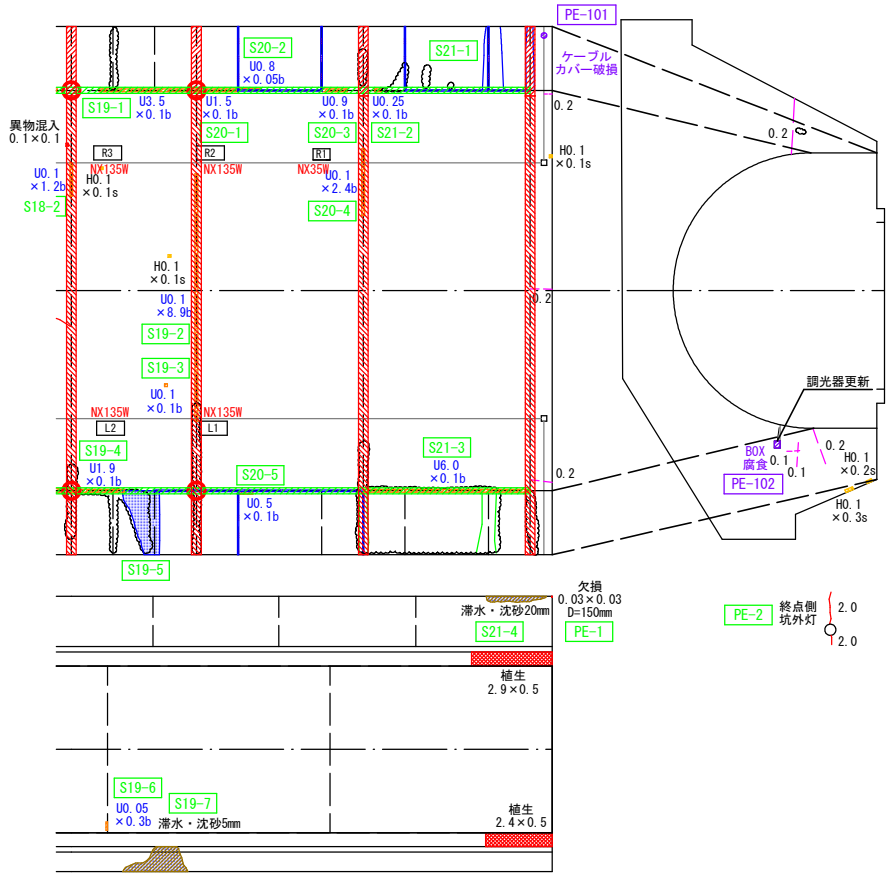 PE-101
S20-2
S21-1
ケーブル
カバー破損
U0.8
×0.05b
S19-1
U3.5
×0.1b
U1.5
×0.1b
U0.9
×0.1b
U0.25
×0.1b
0.2
0.2
異物混入
0.1×0.1
S20-1
S20-3
S21-2
R3
R2
R1
NX135W
NX135W
NX35W
U0.1
×1.2b
H0.1
×0.1s
U0.1
×2.4b
H0.1
×0.1s
S18-2
S20-4
H0.1
×0.1s
U0.1
×8.9b
0.2
S19-2
S19-3
U0.1
×0.1b
調光器更新
NX135W
NX135W
L2
L1
S19-4
U1.9
×0.1b
S20-5
S21-3
U6.0
×0.1b
0.2
BOX
腐食
0.1
0.1
0.2
H0.1
×0.2s
PE-102
U0.5
×0.1b
H0.1
×0.3s
S19-5
滞水・沈砂20mm
欠損
0.03×0.03
D=150mm
S21-4
PE-1
PE-2
終点側
坑外灯
2.0
2.0
植生
2.9×0.5
S19-6
S19-7
U0.05
×0.3b
滞水・沈砂5mm
植生
2.4×0.5